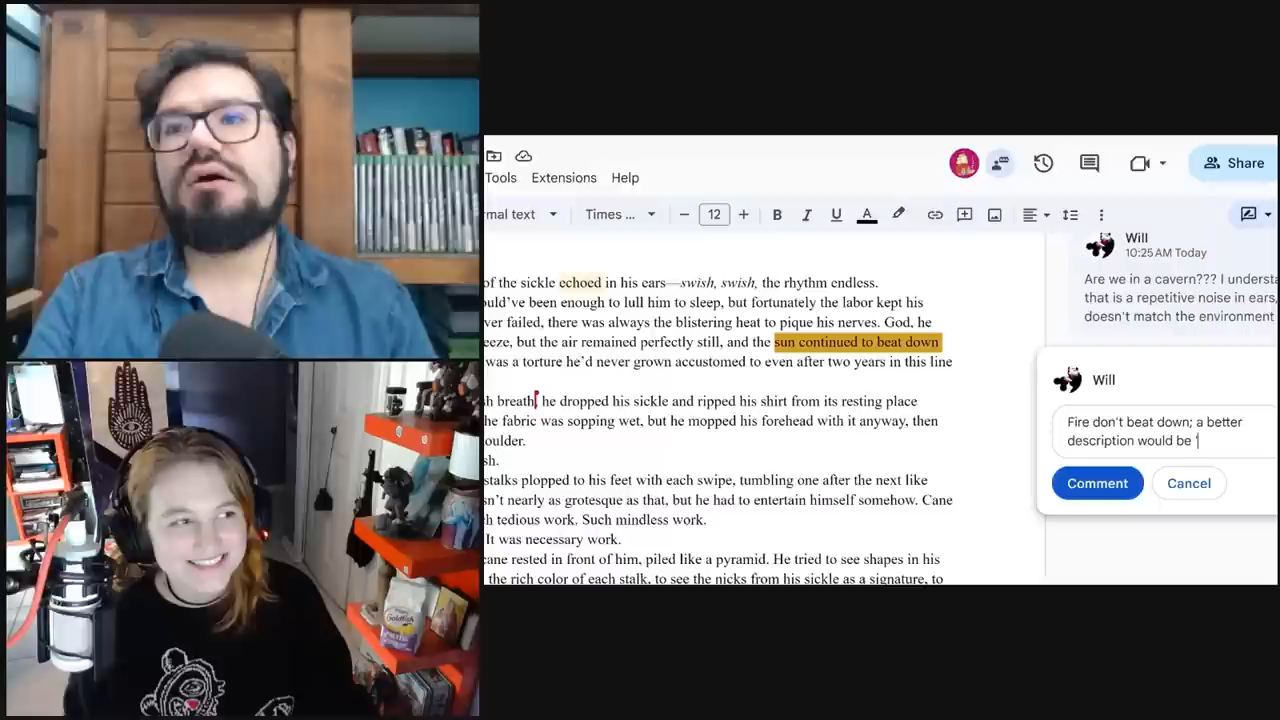 Tools Extensions Help
Share
mal text Times ... 12 B I U A
Will
10:25 AM Today
Are we in a cavern??? I understa
that is a repetitive noise in ears,
doesn't match the environment
of the sickle echoed in his ears—swish, swish, the rhythm endless.
ould've been enough to lull him to sleep, but fortunately the labor kept his
ver failed, there was always the blistering heat to pique his nerves. God, he
eeze, but the air remained perfectly still, and the sun continued to beat down
was a torture he'd never grown accustomed to even after two years in this line
sh breath, he dropped his sickle and ripped his shirt from its resting place
he fabric was sopping wet, but he mopped his forehead with it anyway, then
oulder.
sh.
stalks plopped to his feet with each swipe, tumbling one after the next like
sn't nearly as grotesque as that, but he had to entertain himself somehow. Cane
ch tedious work. Such mindless work.
It was necessary work.
cane rested in front of him, piled like a pyramid. He tried to see shapes in his
the rich color of each stalk, to see the nicks from his sickle as a signature, to
Will
Fire don't beat down; a better
description would be '
Comment Cancel
Goldfish